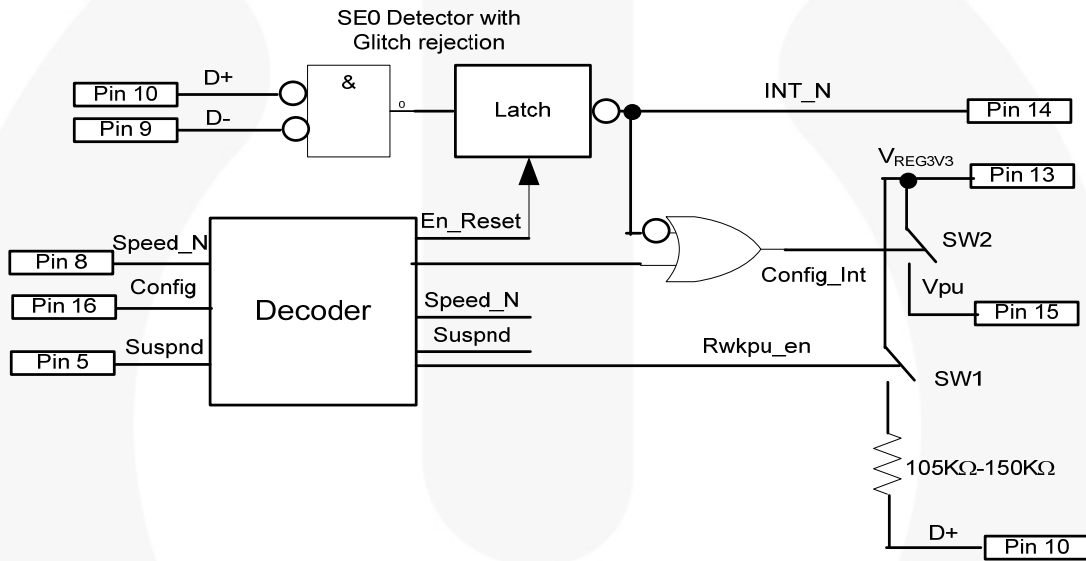 SE0 Detector with
Glitch rejection
D+
&
Pin 10
D-
Pin 9
o
Latch
INT_N
Pin 14
VREG3V3
Pin 13
En_Reset
Speed_N
Pin 8
SW2
Config
Config_Int
Pin 16
Decoder
Speed_N
Vpu
Pin 15
Suspnd
Suspnd
Pin 5
Rwkpu_en
SW1
105KΩ-150KΩ
D+
Pin 10